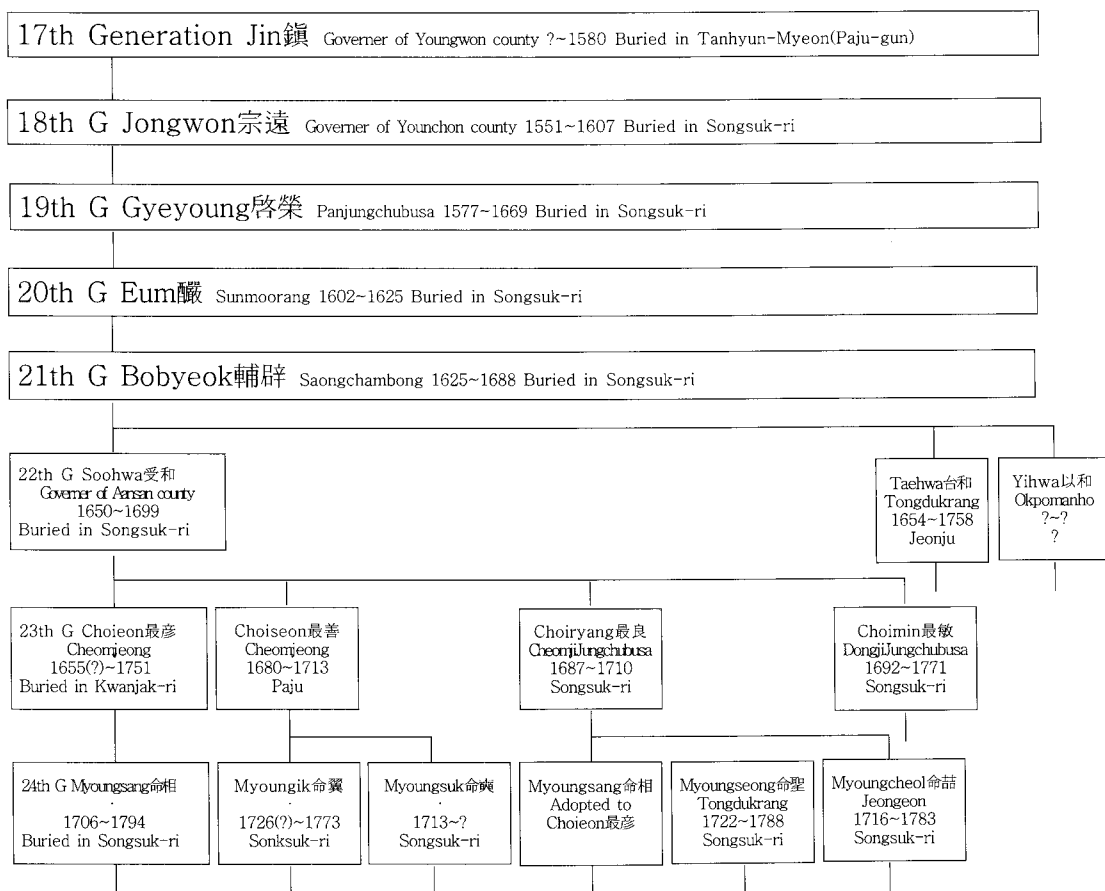 17th Generation Jin鎭 Governer of Youngwon county ?~1580 Buried in Tanhyun-Myeon(Paju-gun)
18th G Jongwon宗遠 Governer of Younchon county 1551~1607 Buried in Songsuk-ri
19th G Gyeyoung啓榮 Panjungchubusa 1577~1669 Buried in Songsuk-ri
20th G Eum釅 Sunmoorang 1602~1625 Buried in Songsuk-ri
21th G Bobyeok輔辟 Saongchambong 1625~1688 Buried in Songsuk-ri
22th G Soohwa受和
Governer of Aansan county
1650~1699
Buried in Songsuk-ri
Taehwa台和
Tongdukrang
1654~1758
Jeonju
Yihwa以和
Okpomanho
?~?
?
23th G Choieon最彦
Cheomjeong
1655(?)~1751
Buried in Kwanjak-ri
Choiseon最善
Cheomjeong
1680~1713
Paju
Choiryang最良
CheomjiJungchubusa
1687~1710
Songsuk-ri
Choimin最敏
DongjiJungchubusa
1692~1771
Songsuk-ri
24th G Myoungsang命相
.
1706~1794
Buried in Songsuk-ri
Myoungik命翼
.
1726(?)~1773
Sonksuk-ri
Myoungsuk命奭
.
1713~?
Songsuk-ri
Myoungsang命相
Adopted to
Choieon最彦
Myoungseong命聖
Tongdukrang
1722~1788
Songsuk-ri
Myoungcheol命喆
Jeongeon
1716~1783
Songsuk-ri